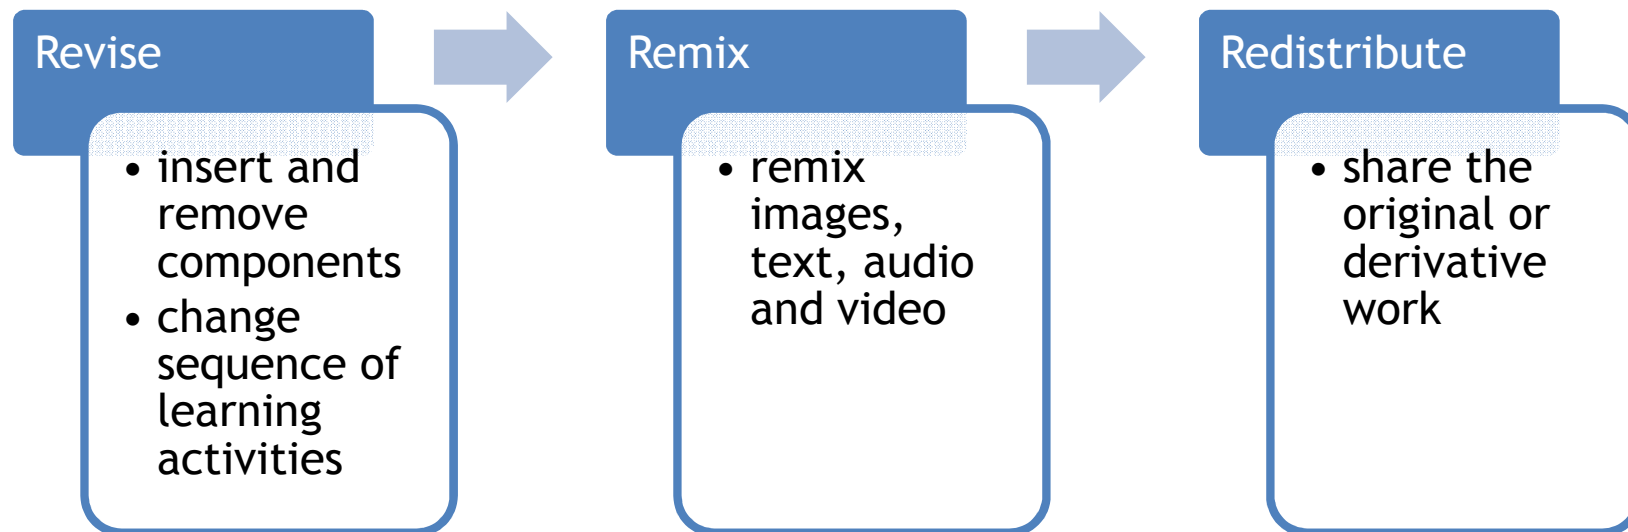 Revise
• insert and
remove
components
• change
sequence of
learning
activities
Remix
• remix
images,
text, audio
and video
Redistribute
• share the
original or
derivative
work